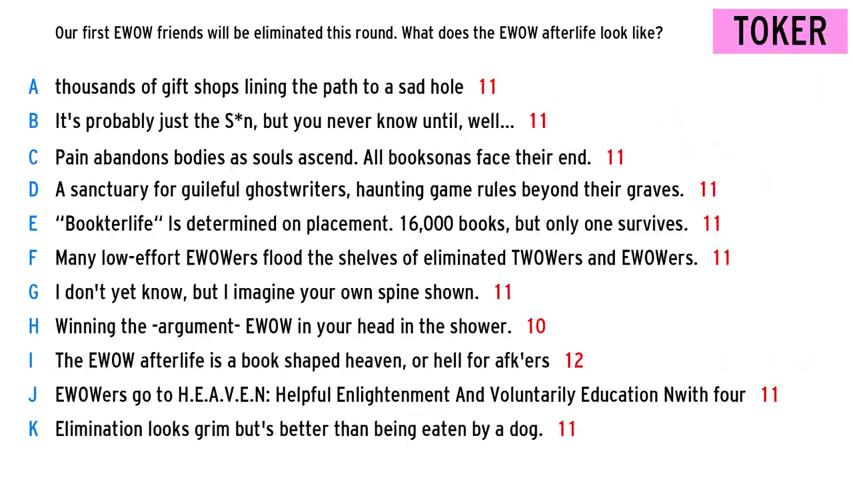 Our first EWOW friends will be eliminated this round. What does the EWOW afterlife look like?
TOKER
A thousands of gift shops lining the path to a sad hole 11
B It's probably just the S*n, but you never know until, well... 11
C Pain abandons bodies as souls ascend. All booksonas face their end. 11
D A sanctuary for guileful ghostwriters, haunting game rules beyond their graves. 11
E “Bookterlife“ Is determined on placement. 16,000 books, but only one survives. 11
F Many low-effort EWOWers flood the shelves of eliminated TWOWers and EWOWers. 11
G I don't yet know, but I imagine your own spine shown. 11
H Winning the -argument- EWOW in your head in the shower. 10
I The EWOW afterlife is a book shaped heaven, or hell for afk'ers 12
J EWOWers go to H.E.A.V.E.N: Helpful Enlightenment And Voluntarily Education Nwith four 11
K Elimination looks grim but's better than being eaten by a dog. 11